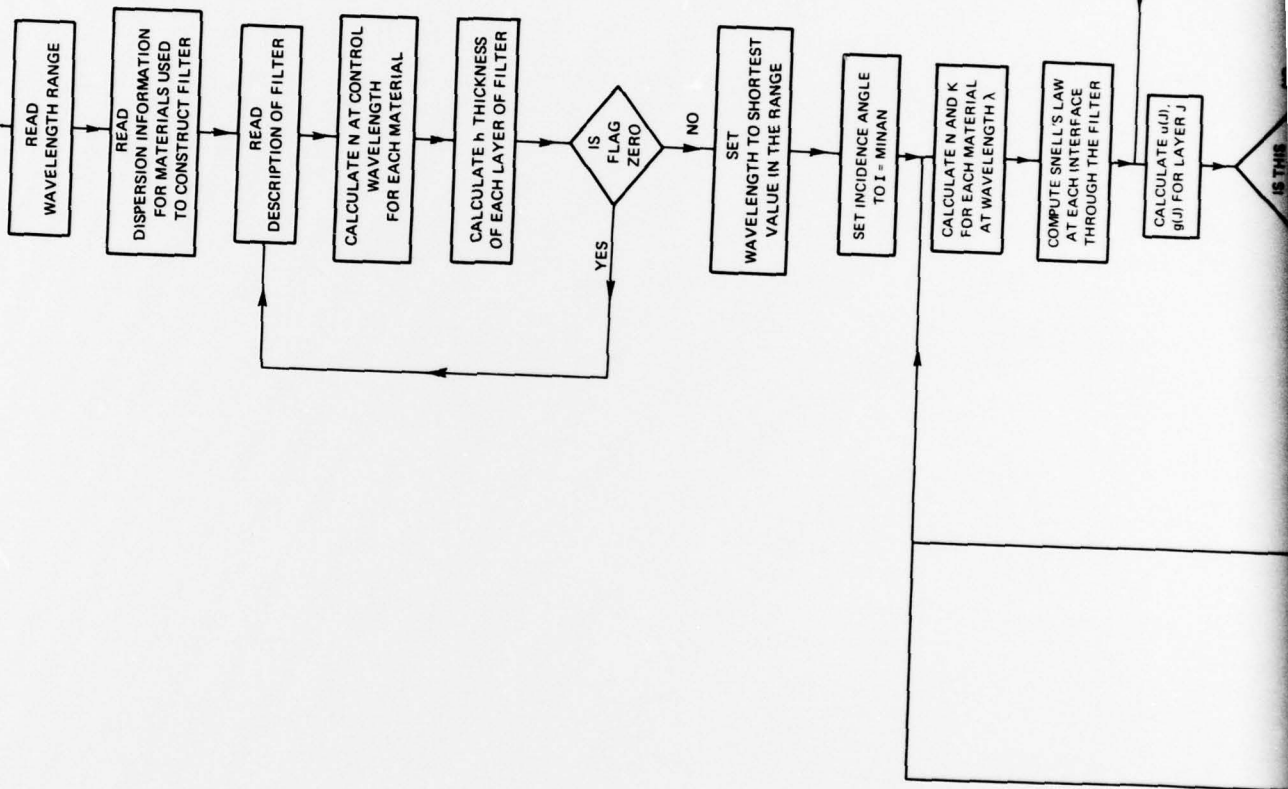 READ
WAVELENGTH RANGE
READ
DISPERSION INFORMATION
FOR MATERIALS USED
TO CONSTRUCT FILTER
READ
DESCRIPTION OF FILTER
CALCULATE N AT CONTROL
WAVELENGTH
FOR EACH MATERIAL
CALCULATE h THICKNESS
OF EACH LAYER OF FILTER
IS
FLAG
ZERO
YES
NO
SET
WAVELENGTH TO SHORTEST
VALUE IN THE RANGE
SET INCIDENCE ANGLE
TO I = MINAN
CALCULATE N AND K
FOR EACH MATERIAL
AT WAVELENGTH λ
COMPUTE SNELL'S LAW
AT EACH INTERFACE
THROUGH THE FILTER
CALCULATE u(J),
g(J) FOR LAYER J
IS THIS